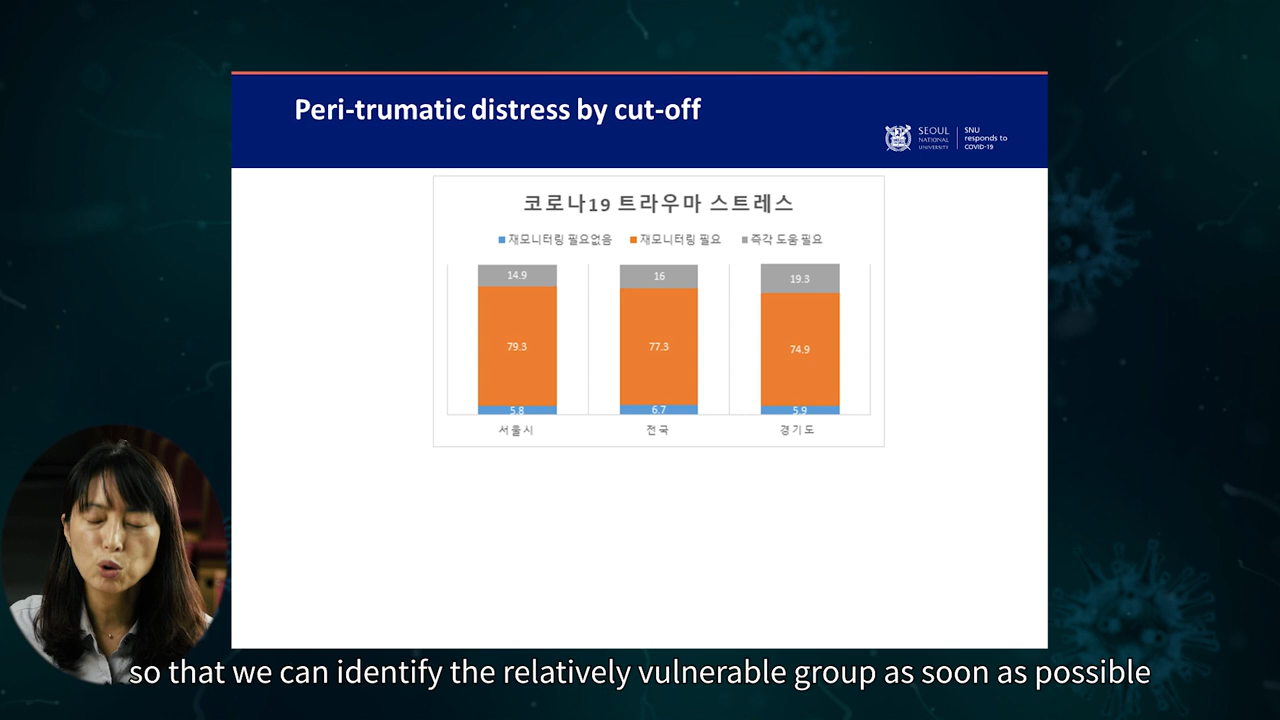 Peri-trumatic distress by cut-off
SEOUL
NATIONAL
UNIVERSITY
SNU
responds to
COVID-19
코로나19 트라우마 스트레스
재모니터링 필요없음 재모니터링 필요 즉각 도움 필요
14.9 16 19.3
79.3 77.3 74.9
5.8 6.7 5.9
서울시 전국 경기도
so that we can identify the relatively vulnerable group as soon as possible